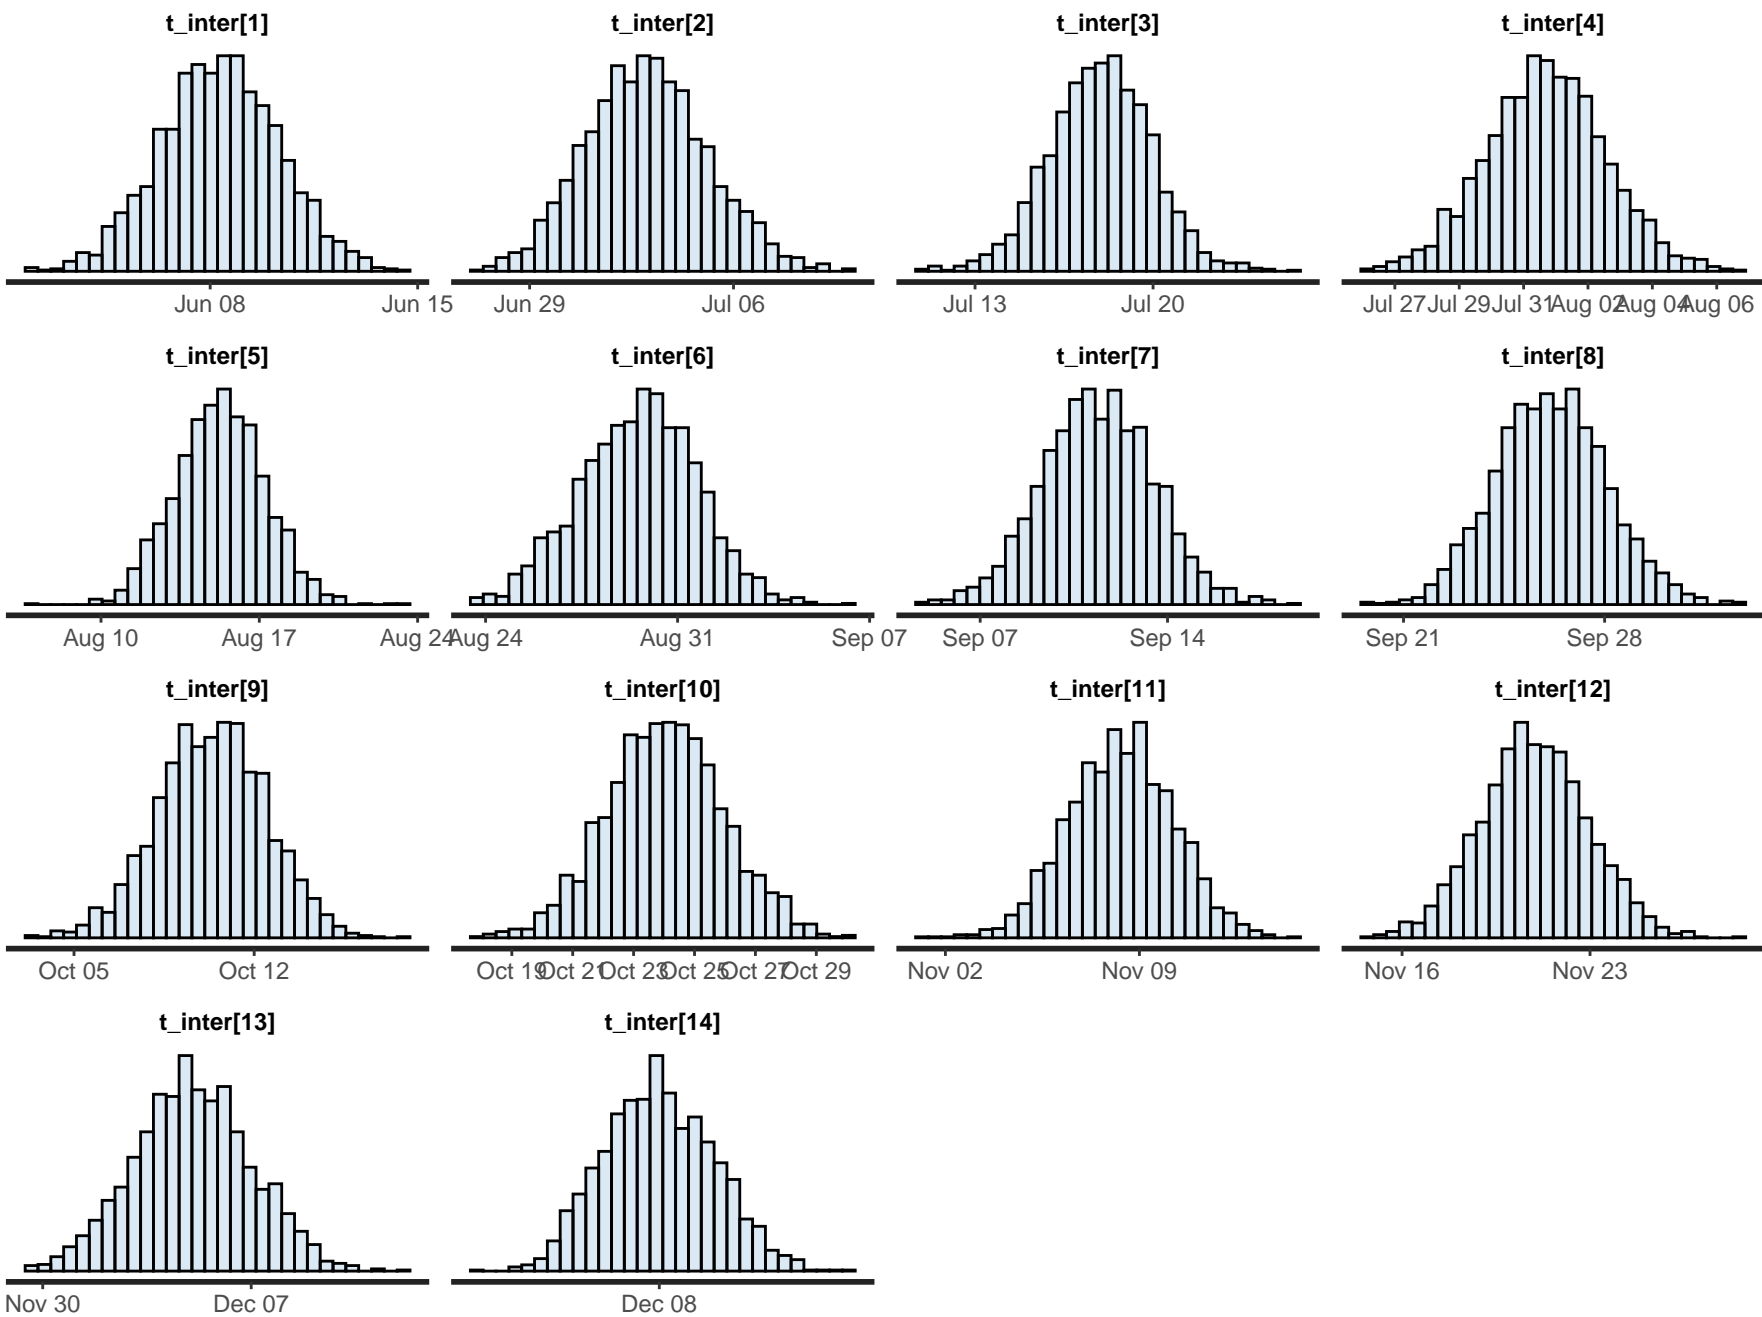 t_inter[1] t_inter[2] t_inter[3] t_inter[4]
Jun 08 Jun 15 Jun 29 Jul 06 Jul 13 Jul 20 Jul 27 Jul 29 Jul 31 Aug 02 Aug 04 Aug 06
t_inter[5] t_inter[6] t_inter[7] t_inter[8]
Aug 10 Aug 17 Aug 24 Aug 24 Aug 31 Sep 07 Sep 07 Sep 14 Sep 21 Sep 28
t_inter[9] t_inter[10] t_inter[11] t_inter[12]
Oct 05 Oct 12 Oct 19 Oct 21 Oct 23 Oct 25 Oct 27 Oct 29 Nov 02 Nov 09 Nov 16 Nov 23
t_inter[13] t_inter[14]
Nov 30 Dec 07 Dec 08